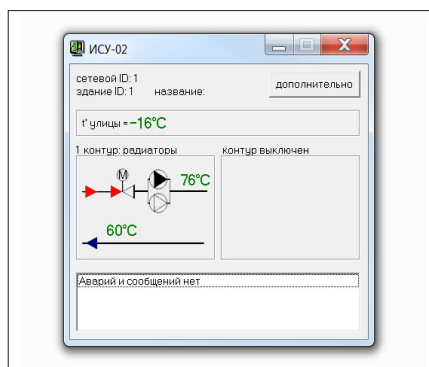 ИСУ-02
сетевой ID: 1
здание ID: 1 название:
дополнительно
t° улицы = -16°C
1 контур: радиаторы
контур выключен
M
76°C
60°C
Аварий и сообщений нет